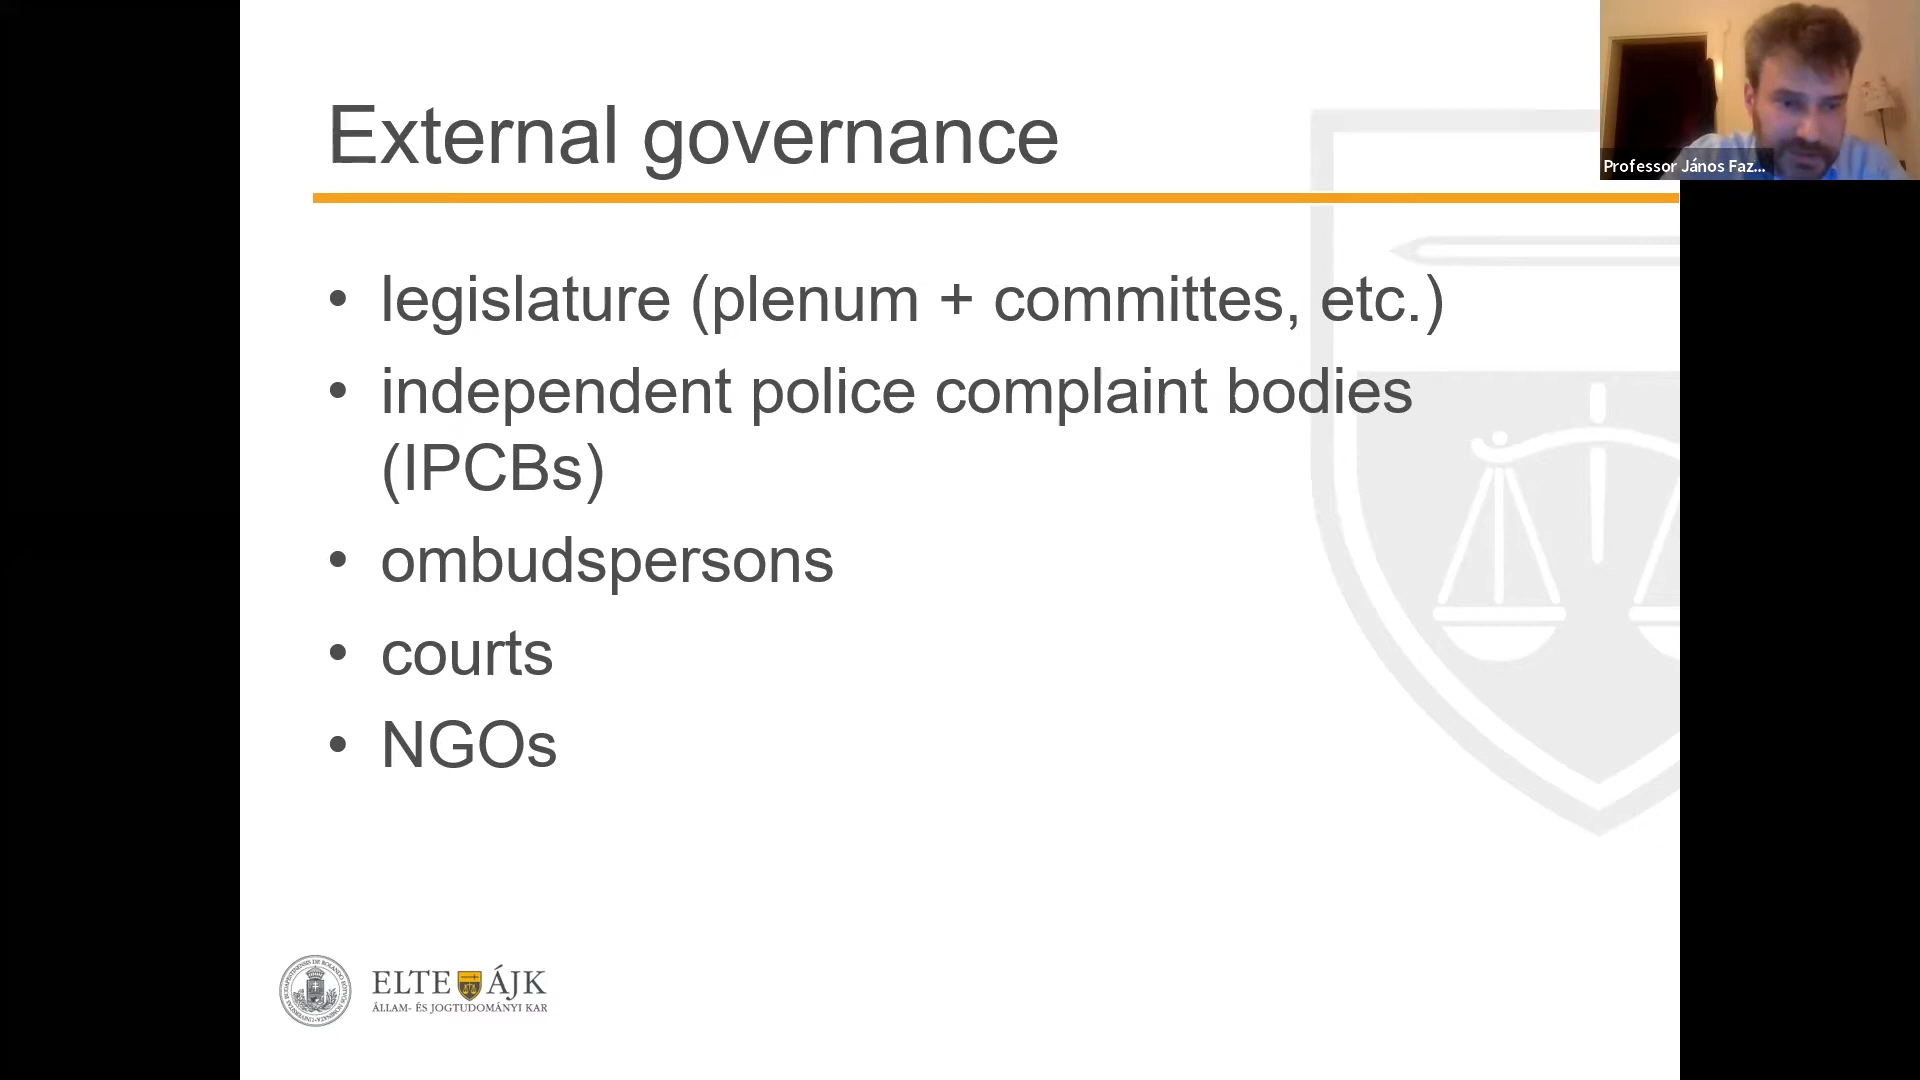 External governance
Professor János Faz...
• legislature (plenum + committes, etc.)
• independent police complaint bodies
(IPCBs)
• ombudspersons
• courts
• NGOs
ELTE ÁJK
ÁLLAM- ÉS JOGTUDOMÁNYI KAR